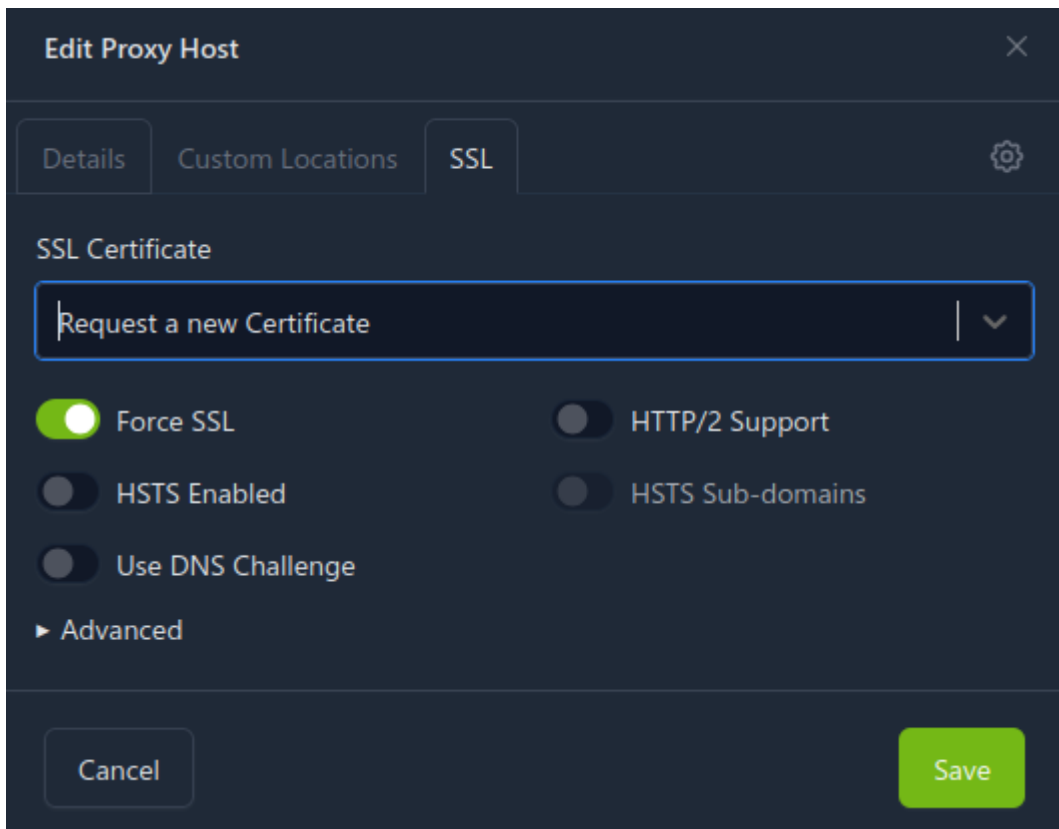 Edit Proxy Host
Details Custom Locations SSL
SSL Certificate
Request a new Certificate
Force SSL HTTP/2 Support
HSTS Enabled HSTS Sub-domains
Use DNS Challenge
Advanced
Cancel Save